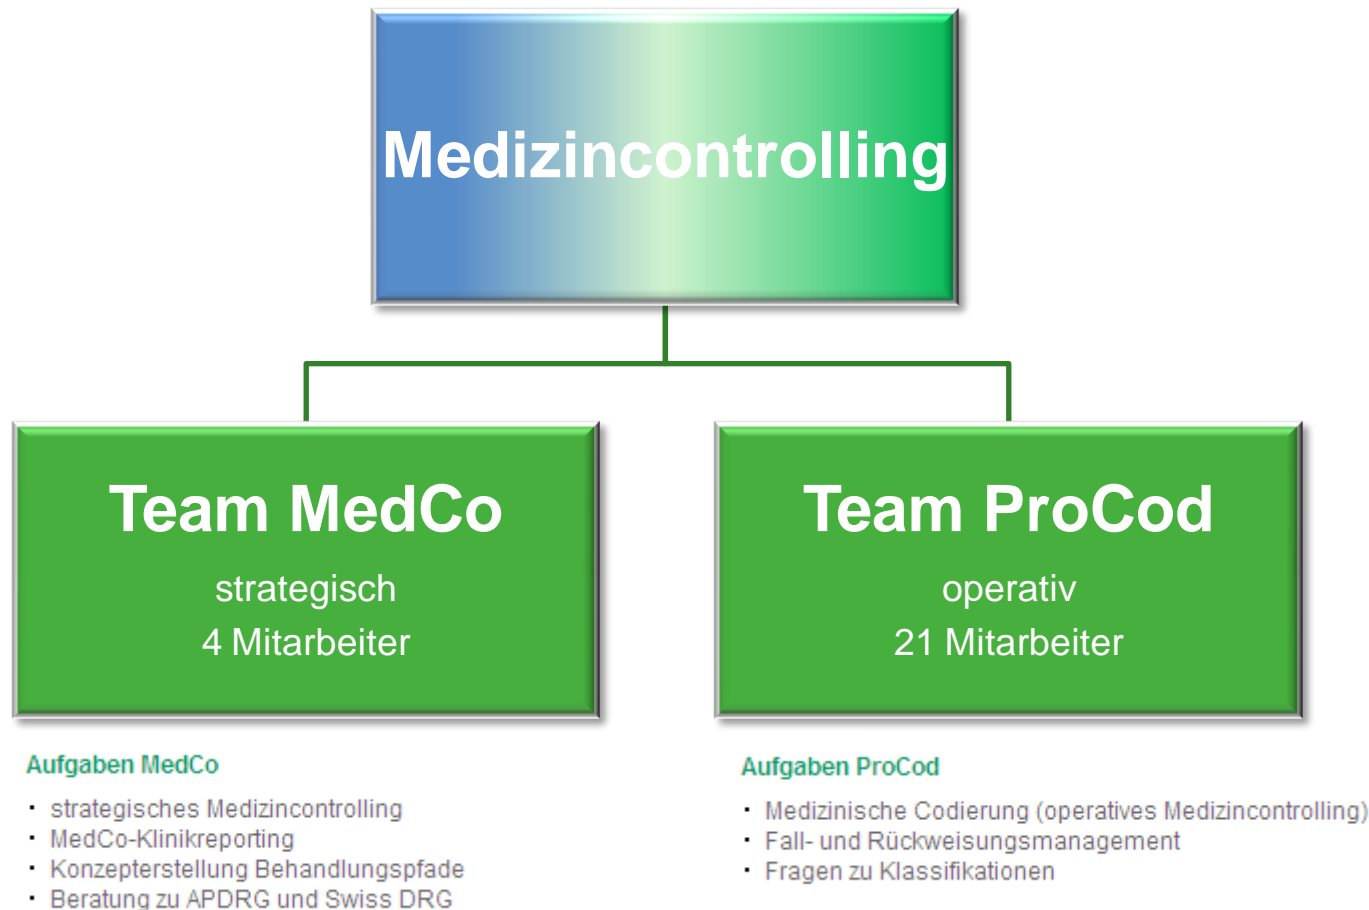 Medizincontrolling
Team MedCo
strategisch
4 Mitarbeiter
Team ProCod
operativ
21 Mitarbeiter
Aufgaben MedCo
· strategisches Medizincontrolling
· MedCo-Klinikreporting
· Konzepterstellung Behandlungspfade
· Beratung zu APDRG und Swiss DRG
Aufgaben ProCod
· Medizinische Codierung (operatives Medizincontrolling)
· Fall- und Rückweisungsmanagement
· Fragen zu Klassifikationen